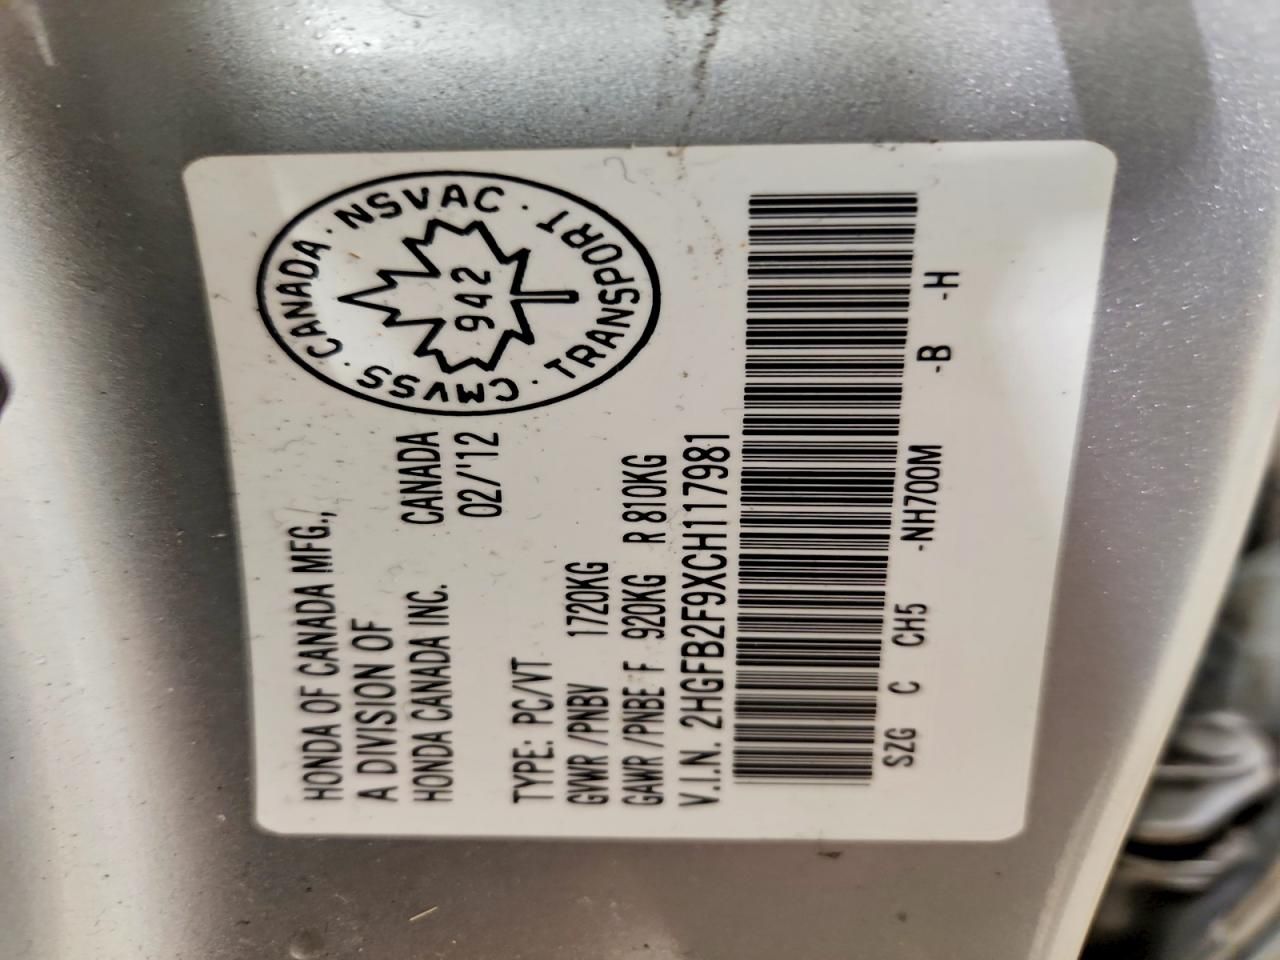 HONDA OF CANADA MFG.,
A DIVISION OF
HONDA CANADA INC. CANADA
02/'12
CANADA · NSVAC · TRANSPORT · TRANSPORT · CMVSS ·
942
TYPE: PC/VT
GVWR /PNBV 1720KG
GAWR /PNBE F 920KG R 810KG
V.I.N. 2HGFB2F9XCH117981
SZG C CH5 -NH700M -B -H